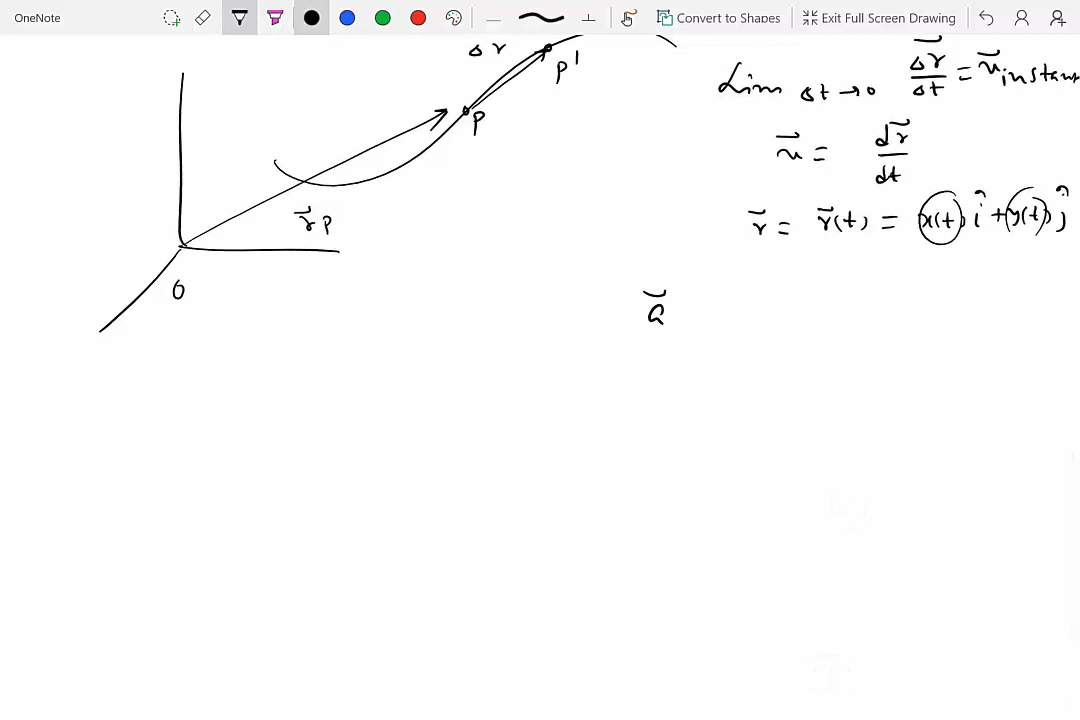 OneNote
Convert to Shapes
Exit Full Screen Drawing
Δr
P'
P
r⃗p
O
Lim Δt→0 Δr⃗/Δt = v⃗instan
v⃗ = dr⃗/dt
r⃗ = r⃗(t) = x(t) î + y(t) ĵ
a⃗